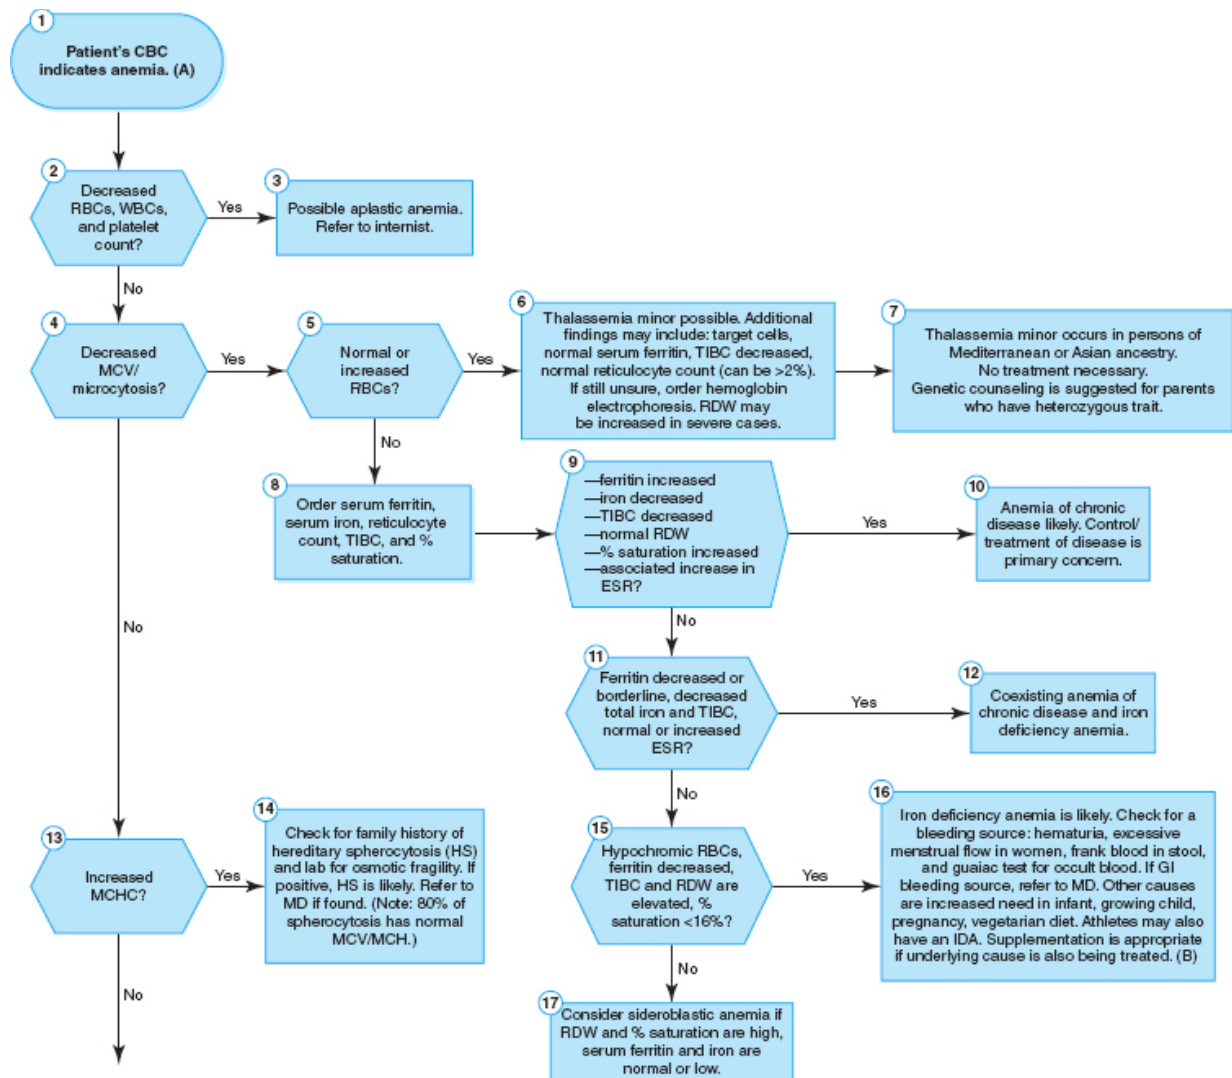 1
Patient's CBC
indicates anemia. (A)
2
Decreased
RBCs, WBCs,
and platelet
count?
Yes
3
Possible aplastic anemia.
Refer to internist.
No
4
Decreased
MCV/
microcytosis?
Yes
5
Normal or
increased
RBCs?
Yes
6
Thalassemia minor possible. Additional
findings may include: target cells,
normal serum ferritin, TIBC decreased,
normal reticulocyte count (can be >2%).
If still unsure, order hemoglobin
electrophoresis. RDW may
be increased in severe cases.
7
Thalassemia minor occurs in persons of
Mediterranean or Asian ancestry.
No treatment necessary.
Genetic counseling is suggested for parents
who have heterozygous trait.
No
8
Order serum ferritin,
serum iron, reticulocyte
count, TIBC, and %
saturation.
9
—ferritin increased
—iron decreased
—TIBC decreased
—normal RDW
—% saturation increased
—associated increase in
ESR?
Yes
10
Anemia of chronic
disease likely. Control/
treatment of disease is
primary concern.
No
No
11
Ferritin decreased or
borderline, decreased
total iron and TIBC,
normal or increased
ESR?
Yes
12
Coexisting anemia of
chronic disease and iron
deficiency anemia.
No
13
Increased
MCHC?
Yes
14
Check for family history of
hereditary spherocytosis (HS)
and lab for osmotic fragility. If
positive, HS is likely. Refer to
MD if found. (Note: 80% of
spherocytosis has normal
MCV/MCH.)
15
Hypochromic RBCs,
ferritin decreased,
TIBC and RDW are
elevated, %
saturation <16%?
Yes
16
Iron deficiency anemia is likely. Check for a
bleeding source: hematuria, excessive
menstrual flow in women, frank blood in stool,
and guaiac test for occult blood. If GI
bleeding source, refer to MD. Other causes
are increased need in infant, growing child,
pregnancy, vegetarian diet. Athletes may also
have an IDA. Supplementation is appropriate
if underlying cause is also being treated. (B)
No
No
17
Consider sideroblastic anemia if
RDW and % saturation are high,
serum ferritin and iron are
normal or low.